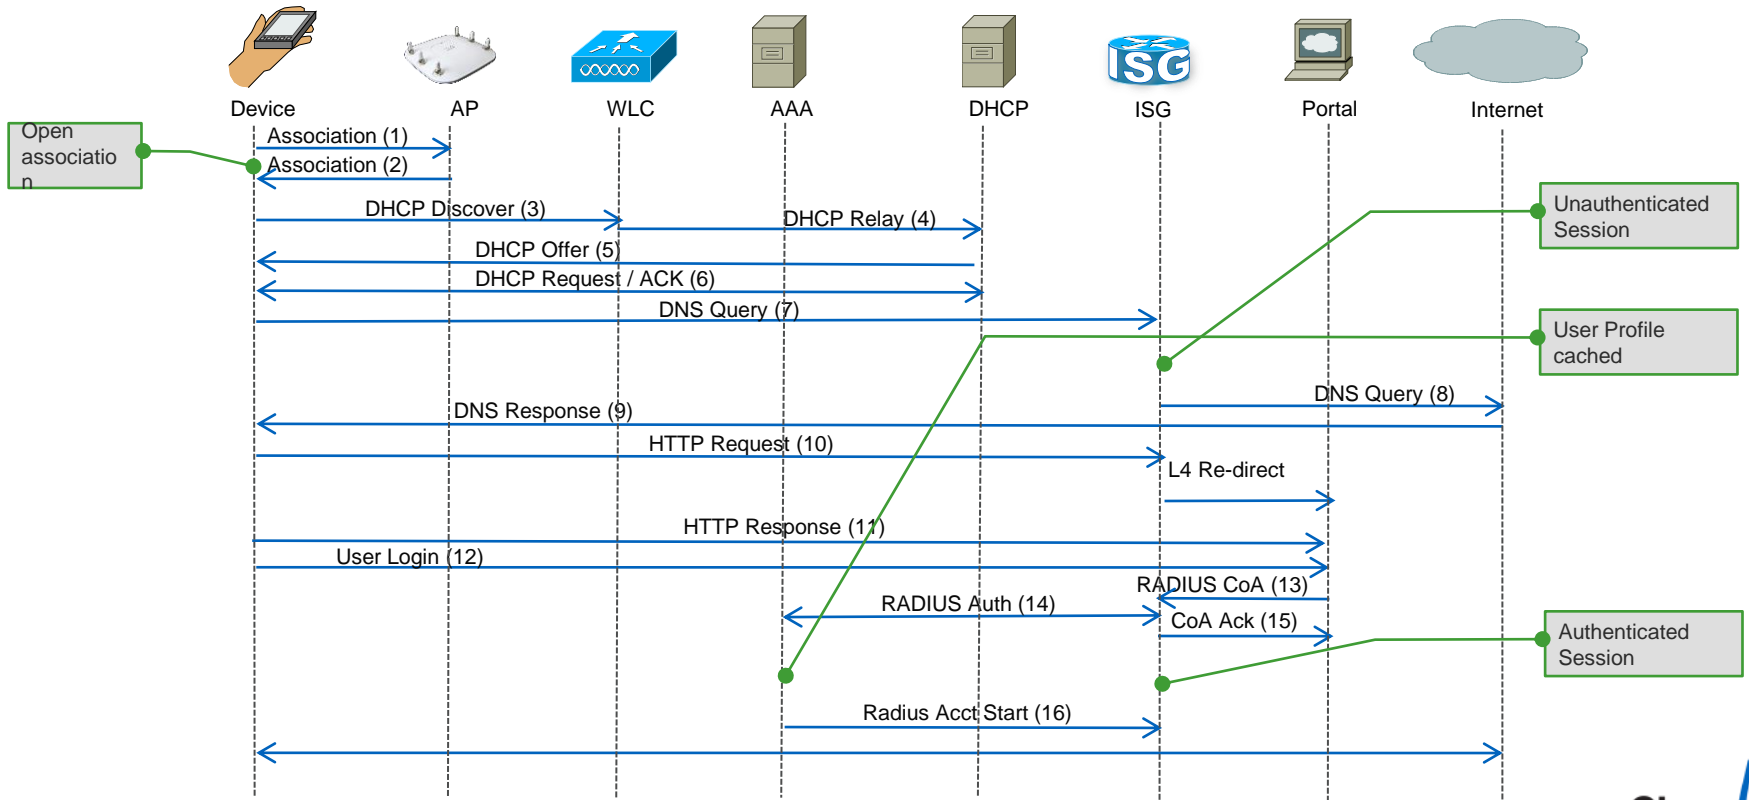 ISG
Device
AP
WLC
AAA
DHCP
ISG
Portal
Internet
Open
associatio
n
Association (1)
Association (2)
DHCP Discover (3)
DHCP Relay (4)
Unauthenticated
Session
DHCP Offer (5)
DHCP Request / ACK (6)
DNS Query (7)
User Profile
cached
DNS Query (8)
DNS Response (9)
HTTP Request (10)
L4 Re-direct
HTTP Response (11)
User Login (12)
RADIUS CoA (13)
RADIUS Auth (14)
CoA Ack (15)
Authenticated
Session
Radius Acct Start (16)